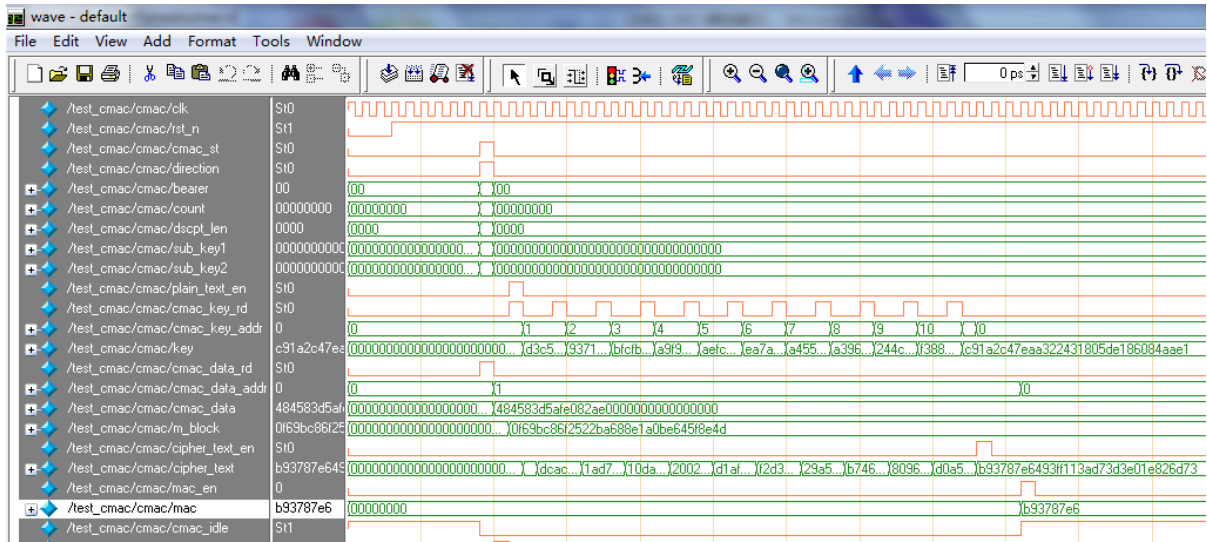 wave - default
File Edit View Add Format Tools Window
0 ps
/test_cmac/cmac/clk St0
/test_cmac/cmac/rst_n St1
/test_cmac/cmac/cmac_st St0
/test_cmac/cmac/direction St0
/test_cmac/cmac/bearer 00 00 00
/test_cmac/cmac/count 00000000 00000000 00000000
/test_cmac/cmac/dscpt_len 0000 0000 0000
/test_cmac/cmac/sub_key1 0000000000 0000000000000000... 00000000000000000000000000000000
/test_cmac/cmac/sub_key2 0000000000 0000000000000000... 00000000000000000000000000000000
/test_cmac/cmac/plain_text_en St0
/test_cmac/cmac/cmac_key_rd St0
/test_cmac/cmac/cmac_key_addr 0 0 1 2 3 4 5 6 7 8 9 10 0
/test_cmac/cmac/key c91a2c47ea 00000000000000000000... d3c5... 9371... bfcfb... a9f9... aefc... ea7a... a455... a396... 244c... f388... c91a2c47eaa322431805de186084aae1
/test_cmac/cmac/cmac_data_rd St0
/test_cmac/cmac/cmac_data_addr 0 0 1 0
/test_cmac/cmac/cmac_data 484583d5afe 000000000000000000... 484583d5afe082ae0000000000000000
/test_cmac/cmac/m_block 0f69bc86f25 00000000000000000000... 0f69bc86f2522ba688e1a0be645f8e4d
/test_cmac/cmac/cipher_text_en St0
/test_cmac/cmac/cipher_text b93787e649 00000000000000000000... dcac... 1ad7... 10da... 2002... d1af... f2d3... 29a5... b746... 8096... d0a5... b93787e6493ff113ad73d3e01e826d73
/test_cmac/cmac/mac_en 0
/test_cmac/cmac/mac b93787e6 00000000 b93787e6
/test_cmac/cmac/cmac_idle St1